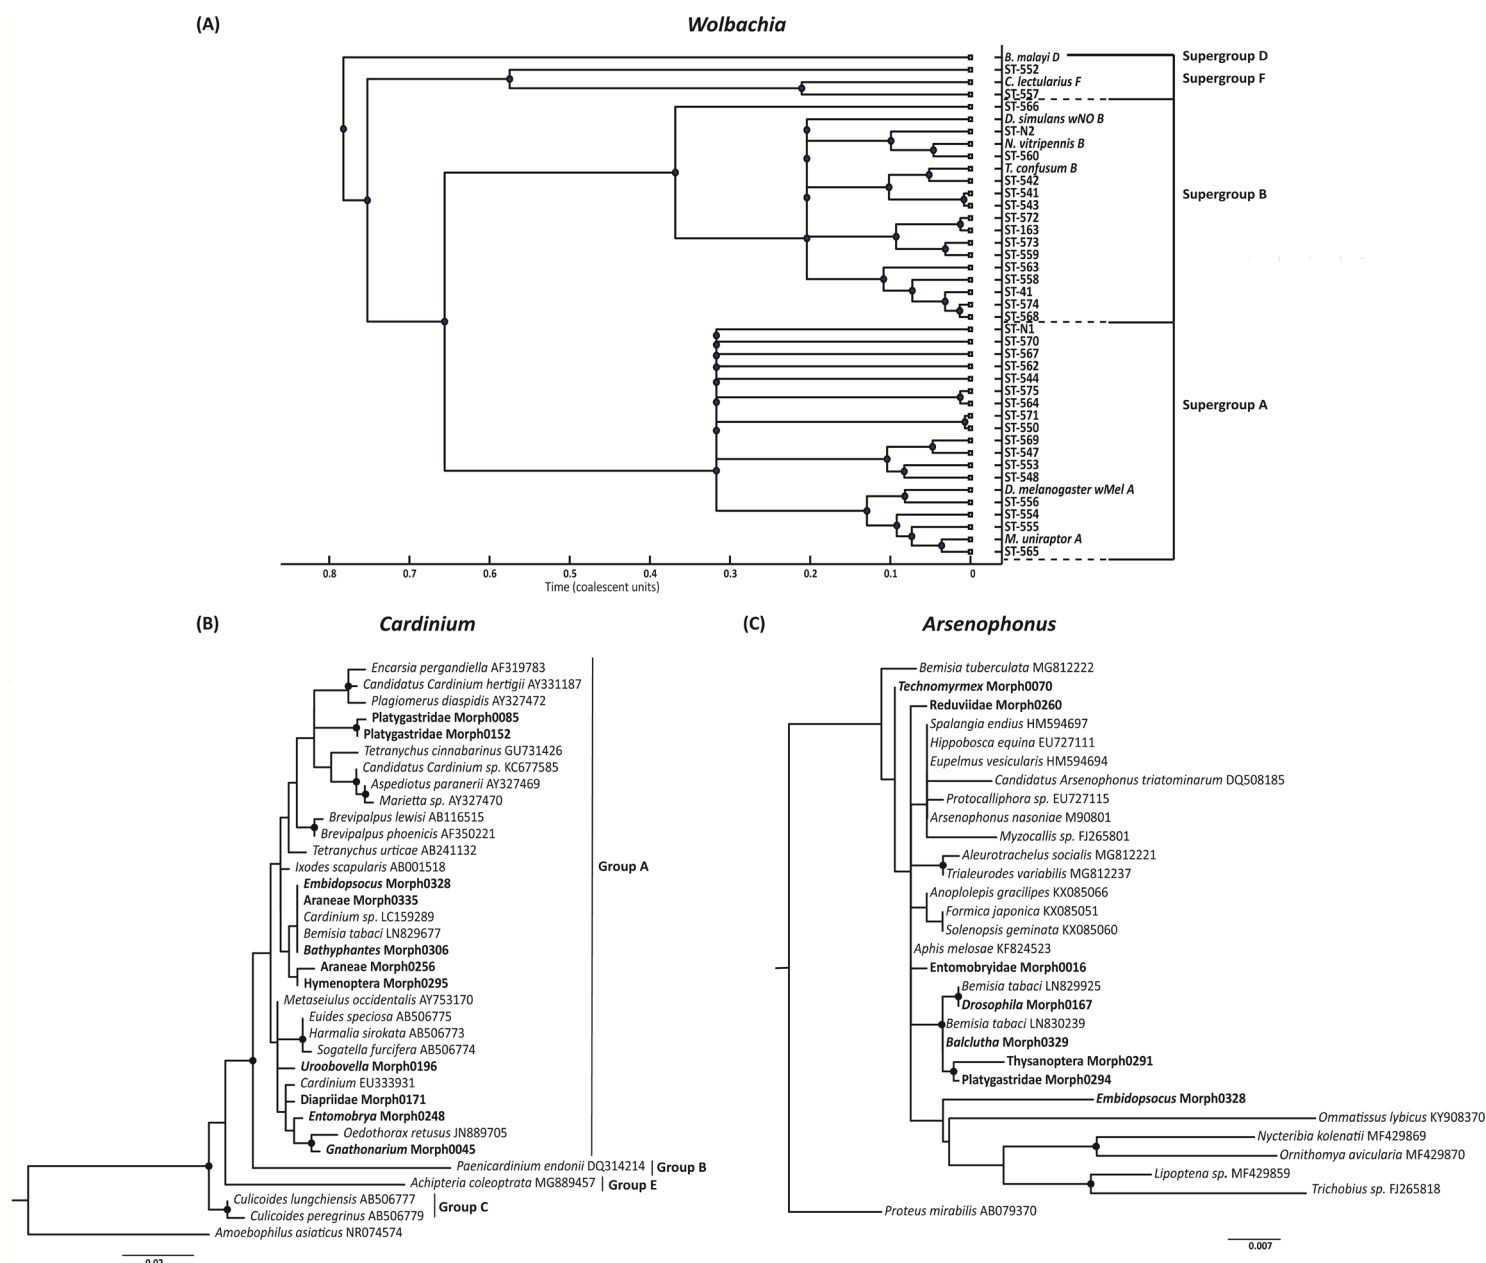 (A)
Wolbachia
B. malayi D
ST-552
C. lectularius F
ST-557
ST-566
D. simulans wNO B
ST-N2
N. vitripennis B
ST-560
T. confusum B
ST-542
ST-541
ST-543
ST-572
ST-163
ST-573
ST-559
ST-563
ST-558
ST-41
ST-574
ST-568
ST-N1
ST-570
ST-567
ST-562
ST-544
ST-575
ST-564
ST-571
ST-550
ST-569
ST-547
ST-553
ST-548
D. melanogaster wMel A
ST-556
ST-554
ST-555
M. uniraptor A
ST-565
Supergroup D
Supergroup F
Supergroup B
Supergroup A
0.8 0.7 0.6 0.5 0.4 0.3 0.2 0.1 0
Time (coalescent units)
(B)
Cardinium
Encarsia pergandiella AF319783
Candidatus Cardinium hertigii AY331187
Plagiomerus diaspidis AY327472
Platygastridae Morph0085
Platygastridae Morph0152
Tetranychus cinnabarinus GU731426
Candidatus Cardinium sp. KC677585
Aspediotus paranerii AY327469
Marietta sp. AY327470
Brevipalpus lewisi AB116515
Brevipalpus phoenicis AF350221
Tetranychus urticae AB241132
Ixodes scapularis AB001518
Embidopsocus Morph0328
Araneae Morph0335
Cardinium sp. LC159289
Bemisia tabaci LN829677
Bathyphantes Morph0306
Araneae Morph0256
Hymenoptera Morph0295
Metaseiulus occidentalis AY753170
Euides speciosa AB506775
Harmalia sirokata AB506773
Sogatella furcifera AB506774
Uroobovella Morph0196
Cardinium EU333931
Diapriidae Morph0171
Entomobrya Morph0248
Oedothorax retusus JN889705
Gnathonarium Morph0045
Paenicardinium endonii DQ314214
Achipteria coleoptrata MG889457
Culicoides lungchiensis AB506777
Culicoides peregrinus AB506779
Amoebophilus asiaticus NR074574
Group A
Group B
Group E
Group C
0.02
(C)
Arsenophonus
Bemisia tuberculata MG812222
Technomyrmex Morph0070
Reduviidae Morph0260
Spalangia endius HM594697
Hippobosca equina EU727111
Eupelmus vesicularis HM594694
Candidatus Arsenophonus triatominarum DQ508185
Protocalliphora sp. EU727115
Arsenophonus nasoniae M90801
Myzocallis sp. FJ265801
Aleurotrachelus socialis MG812221
Trialeurodes variabilis MG812237
Anoplolepis gracilipes KX085066
Formica japonica KX085051
Solenopsis geminata KX085060
Aphis melosae KF824523
Entomobryidae Morph0016
Bemisia tabaci LN829925
Drosophila Morph0167
Bemisia tabaci LN830239
Balclutha Morph0329
Thysanoptera Morph0291
Platygastridae Morph0294
Embidopsocus Morph0328
Ommatissus lybicus KY908370
Nycteribia kolenatii MF429869
Ornithomya avicularia MF429870
Lipoptena sp. MF429859
Trichobius sp. FJ265818
Proteus mirabilis AB079370
0.007